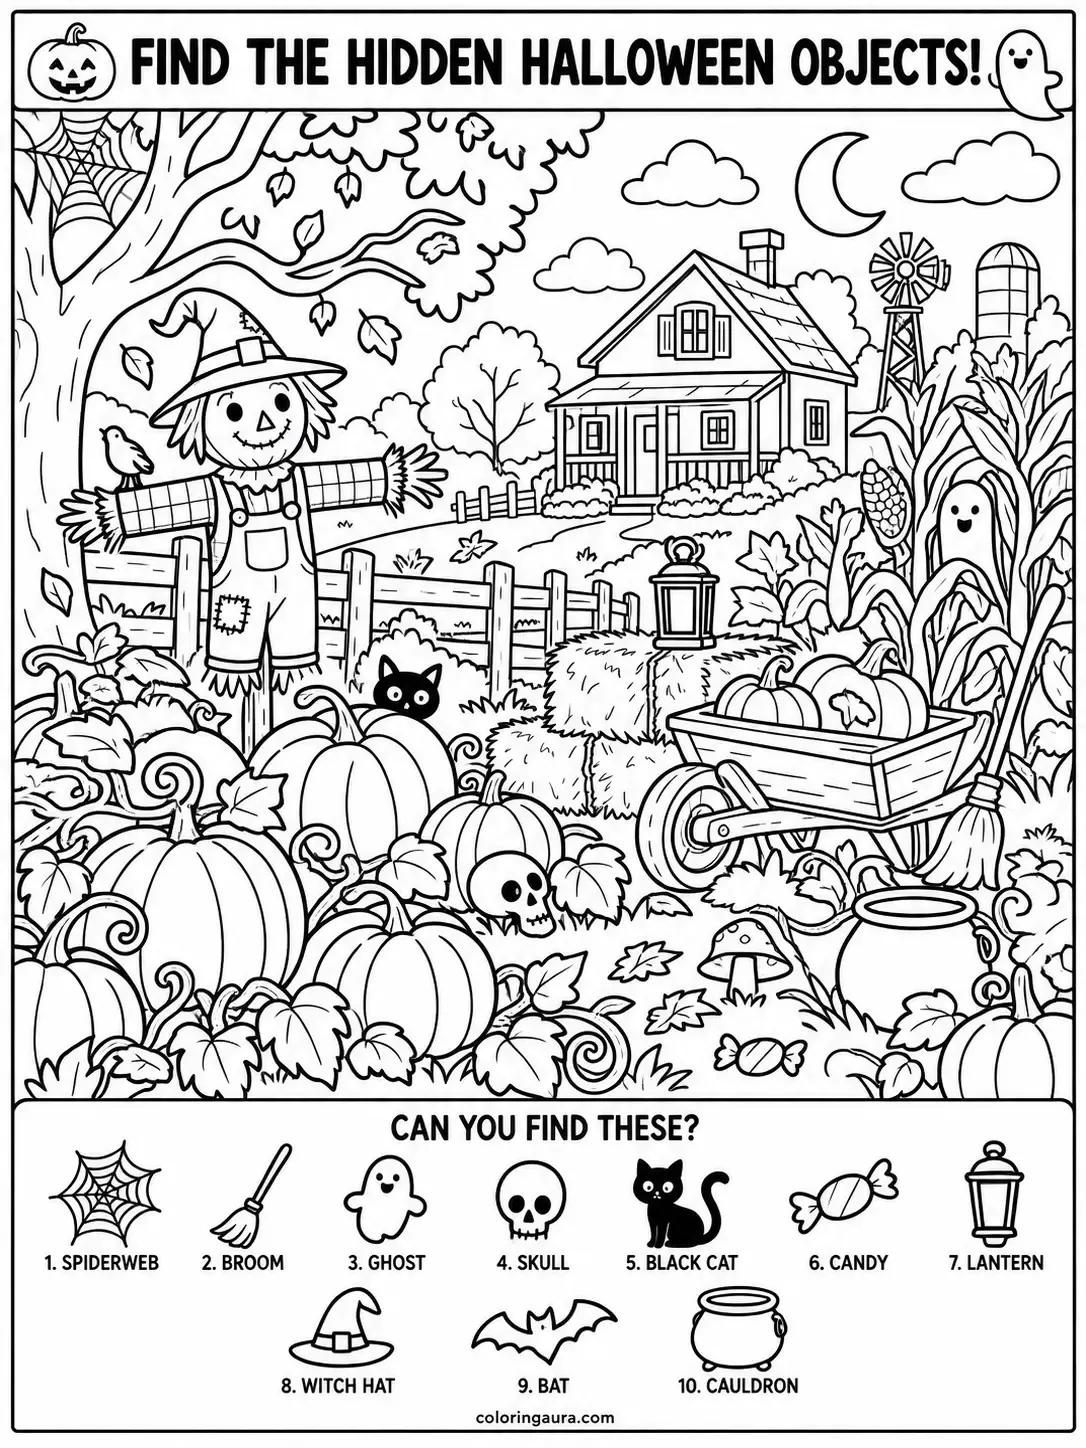 FIND THE HIDDEN HALLOWEEN OBJECTS!
CAN YOU FIND THESE?
1. SPIDERWEB
2. BROOM
3. GHOST
4. SKULL
5. BLACK CAT
6. CANDY
7. LANTERN
8. WITCH HAT
9. BAT
10. CAULDRON
coloringaura.com